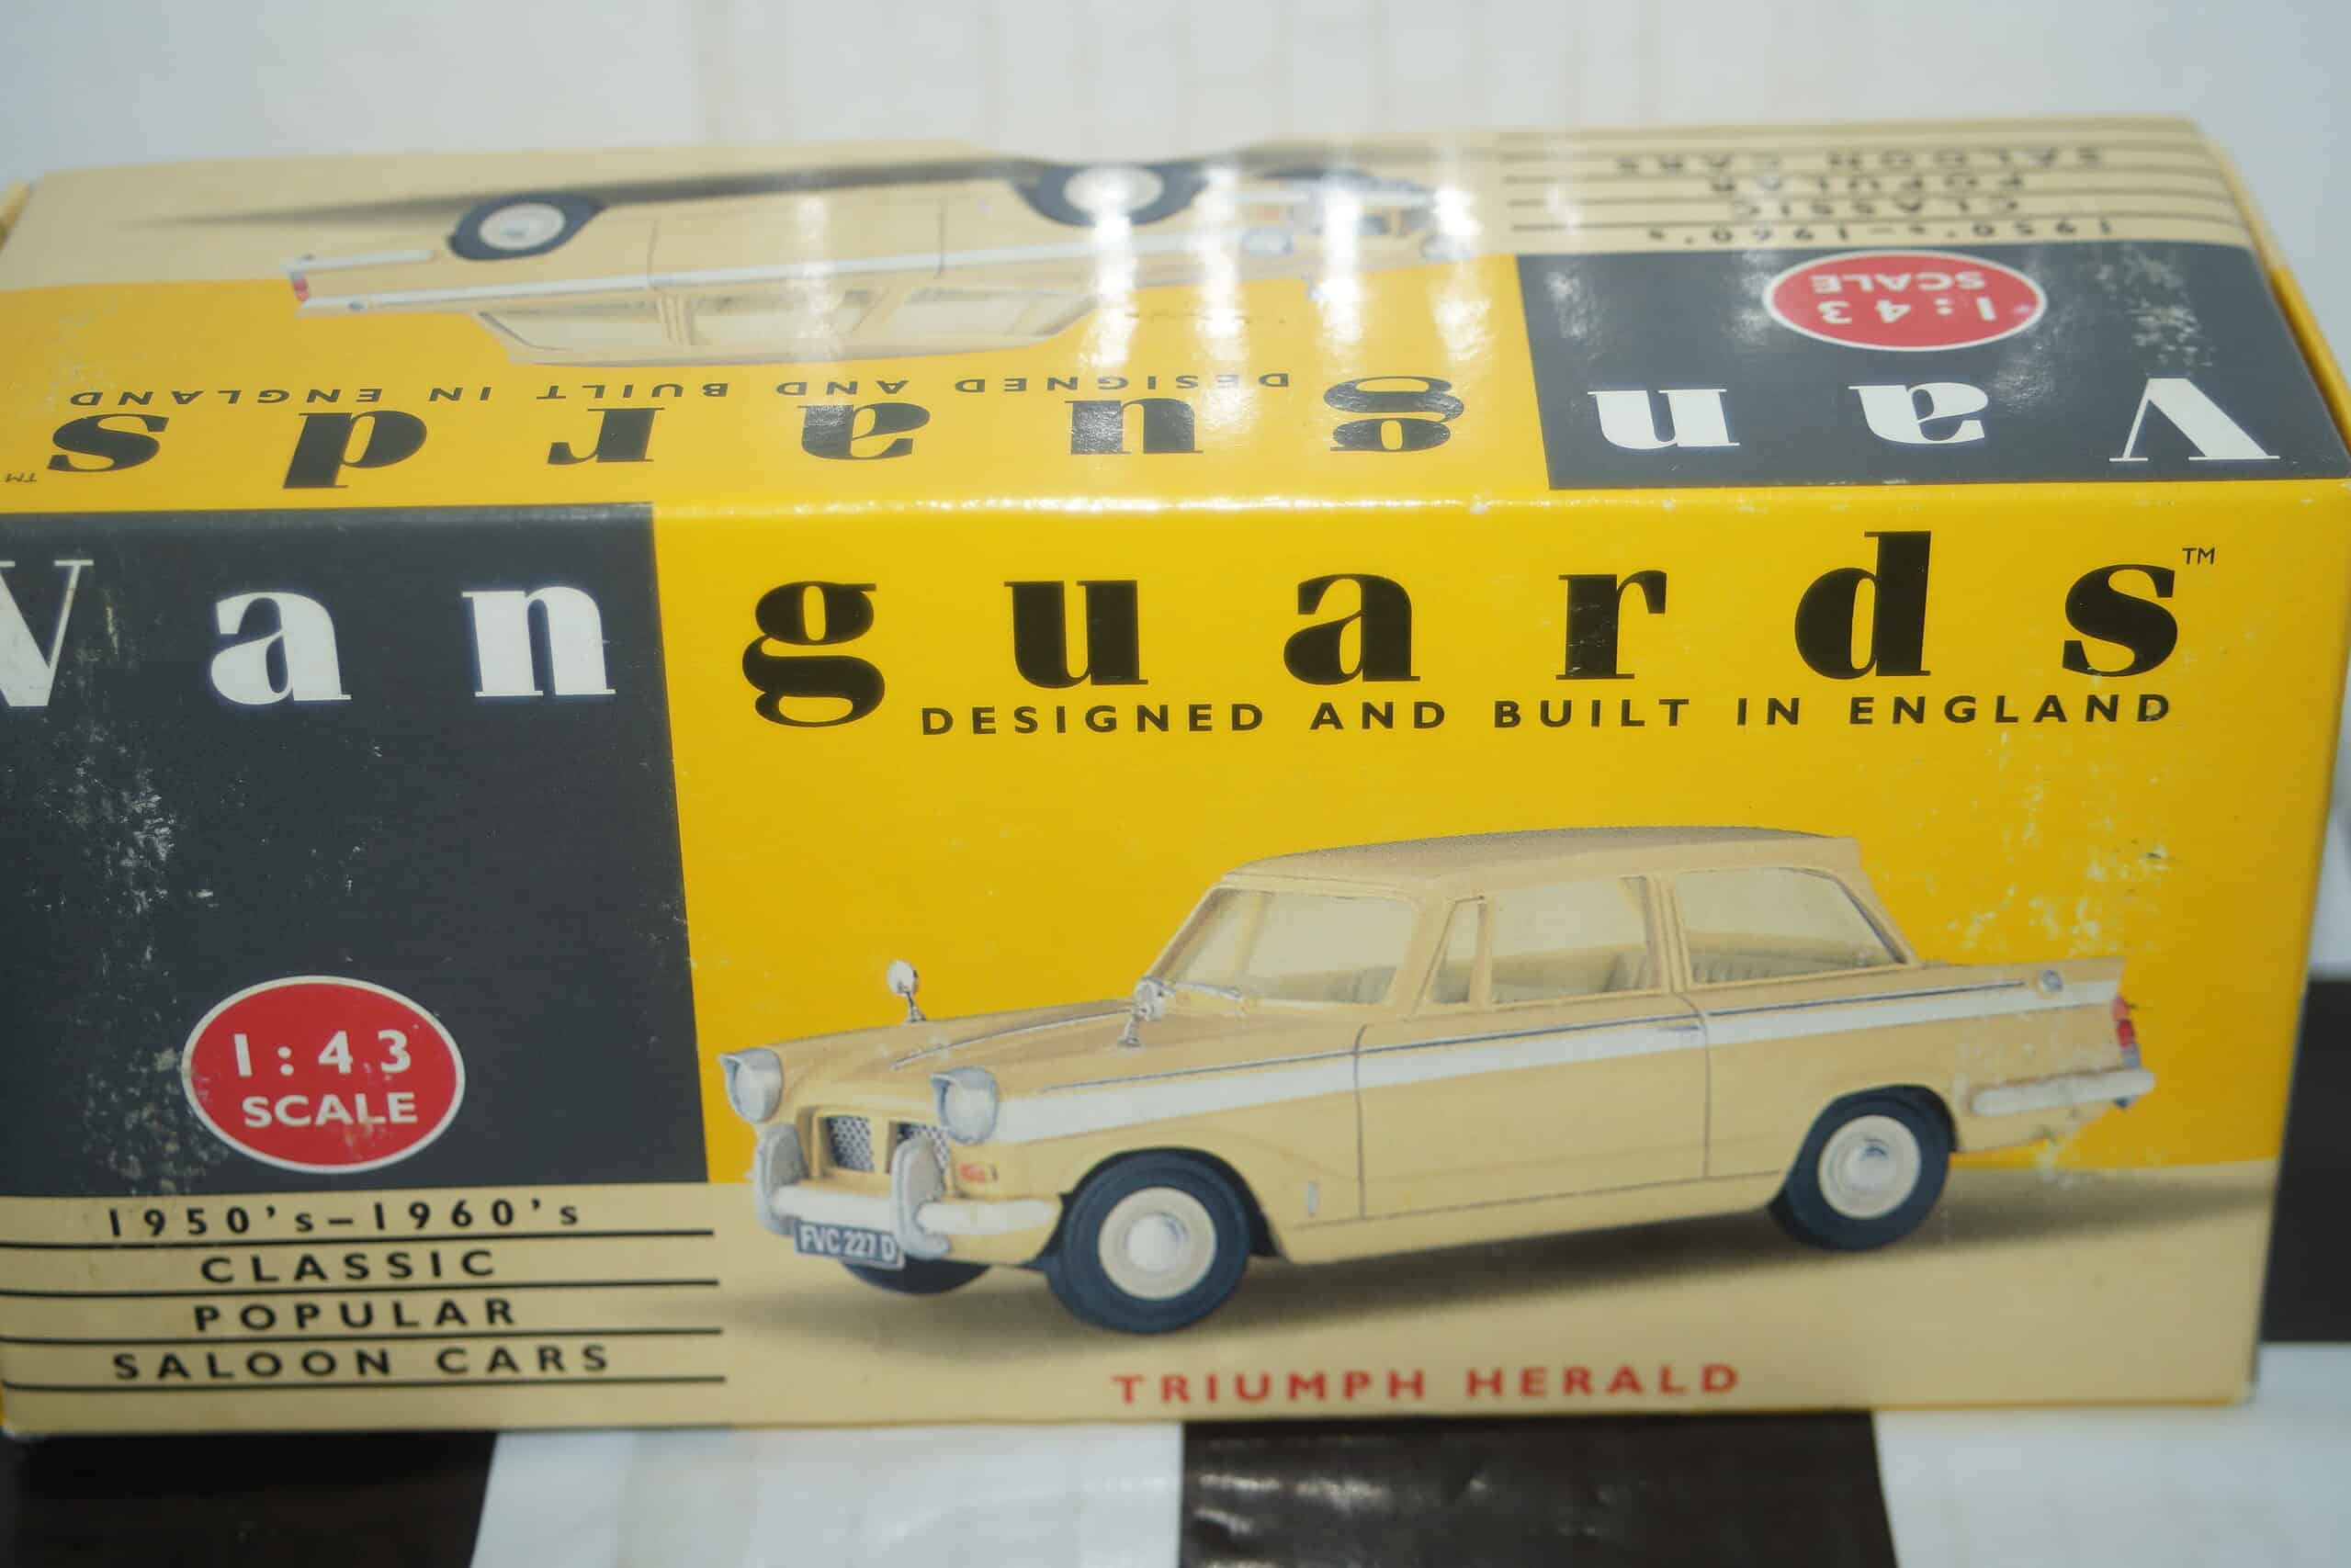 1950's-1960's
CLASSIC
POPULAR
SALOON CARS
1:43
SCALE
Vanguards™
DESIGNED AND BUILT IN ENGLAND
Vanguards™
DESIGNED AND BUILT IN ENGLAND
1:43
SCALE
1950's-1960's
CLASSIC
POPULAR
SALOON CARS
FVC 227 D
TRIUMPH HERALD